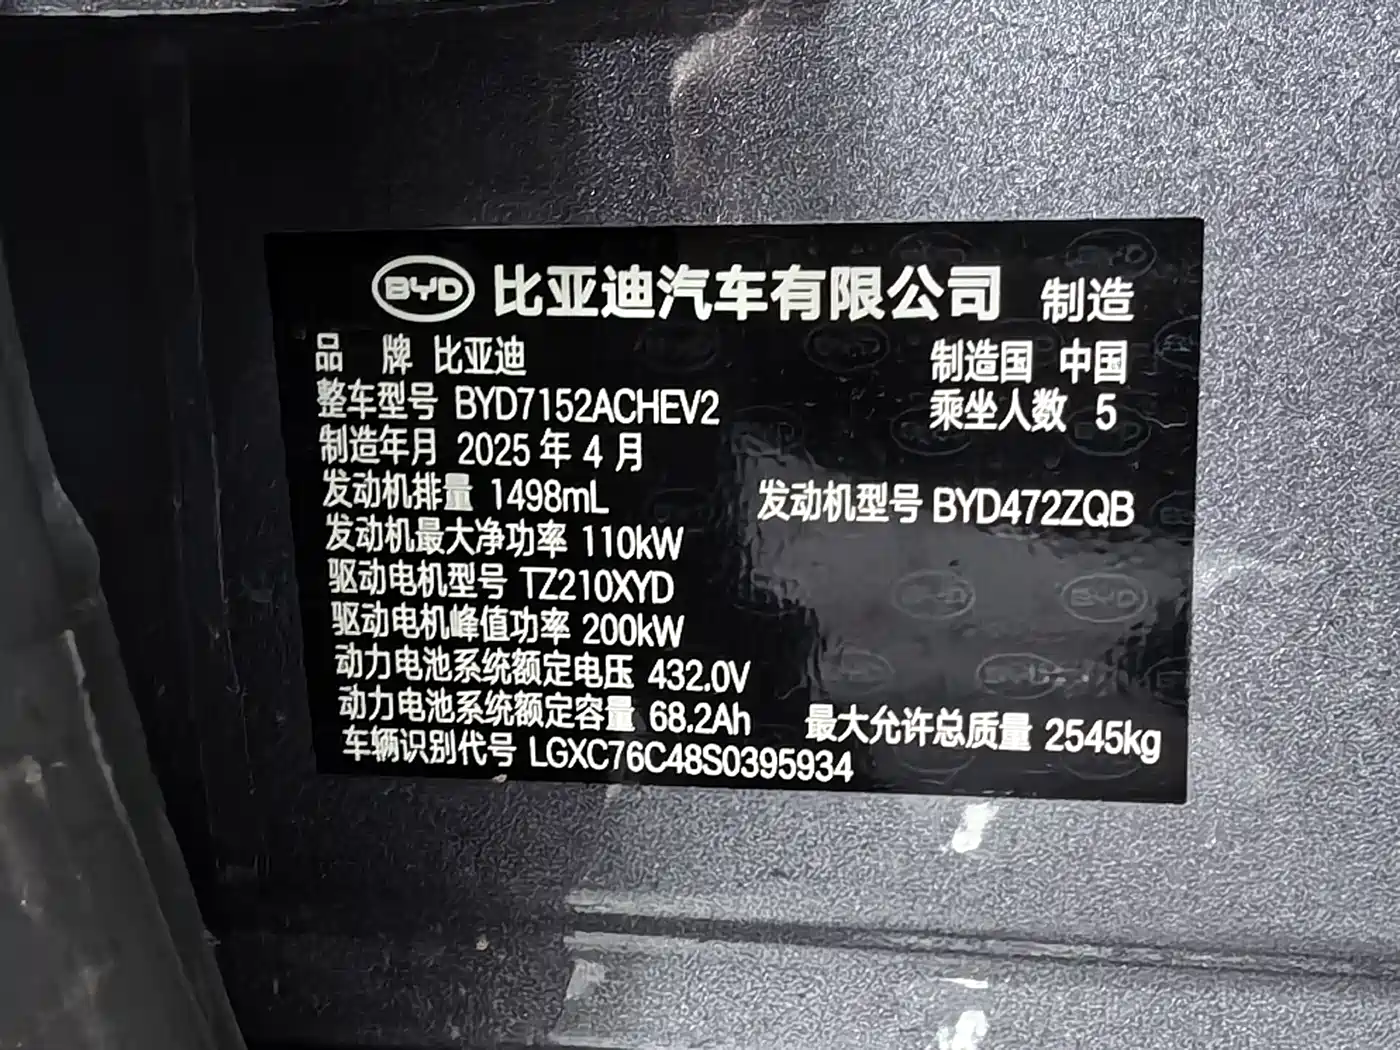 BYD 比亚迪汽车有限公司 制造
品 牌 比亚迪 制造国 中国
整车型号 BYD7152ACHEV2 乘坐人数 5
制造年月 2025 年 4 月
发动机排量 1498mL 发动机型号 BYD472ZQB
发动机最大净功率 110kW
驱动电机型号 TZ210XYD
驱动电机峰值功率 200kW
动力电池系统额定电压 432.0V
动力电池系统额定容量 68.2Ah 最大允许总质量 2545kg
车辆识别代号 LGXC76C48S0395934